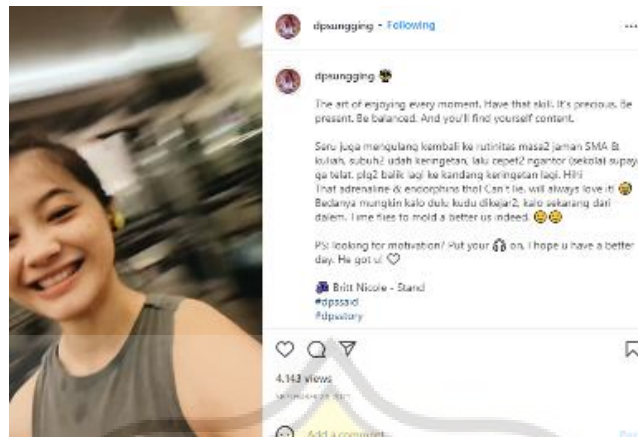 dpsungging • Following
dpsungging
The art of enjoying every moment. Have that skill. It's precious. Be
present. Be balanced. And you'll find yourself content.
Seru juga mengulang kembali ke rutinitas masa2 jaman SMA &
kuliah, subuh2 udah keringetan, lalu cepet2 ngantor (sekola) supaya
ga telat. plg2 balik lagi ke kandang keringetan lagi. Hihi
That adrenaline & endorphins tho! Can't lie, will always love it!
Bedanya mungkin kalo dulu kudu dikejar2, kalo sekarang dari
dalem. Time flies to mold a better us indeed.
PS: looking for motivation? Put your on, I hope u have a better
day. He got u!
Britt Nicole - Stand
#dpssaid
#dpsstory
4.143 views
Add a comment...
Post